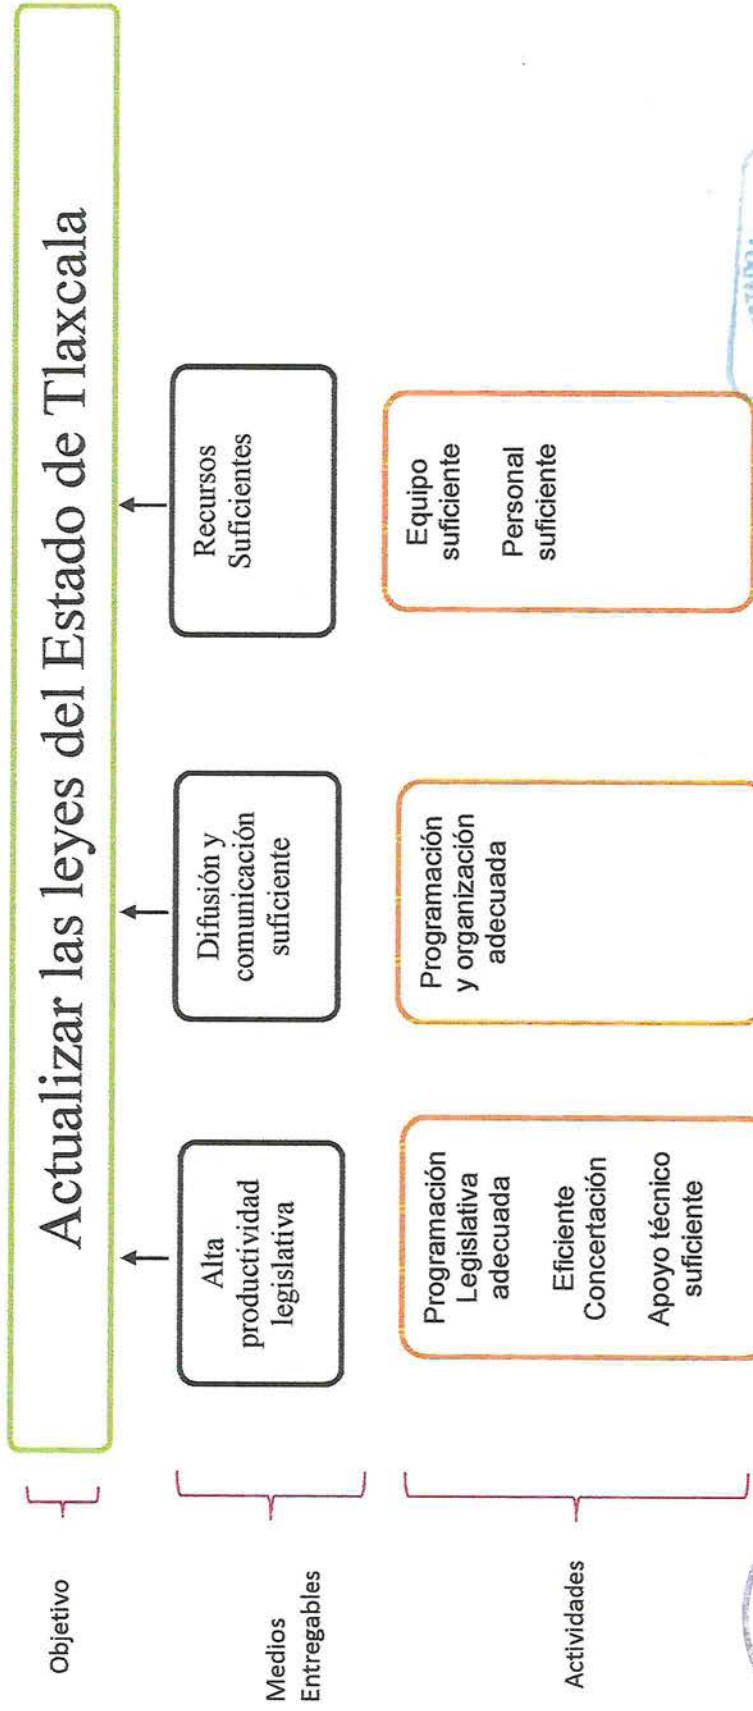 Objetivo
Actualizar las leyes del Estado de Tlaxcala
Medios
Entregables
Alta
productividad
legislativa
Difusión y
comunicación
suficiente
Recursos
Suficientes
Actividades
Programación
Legislativa
adecuada
Eficiente
Concertación
Apoyo técnico
suficiente
Programación
y organización
adecuada
Equipo
suficiente
Personal
suficiente